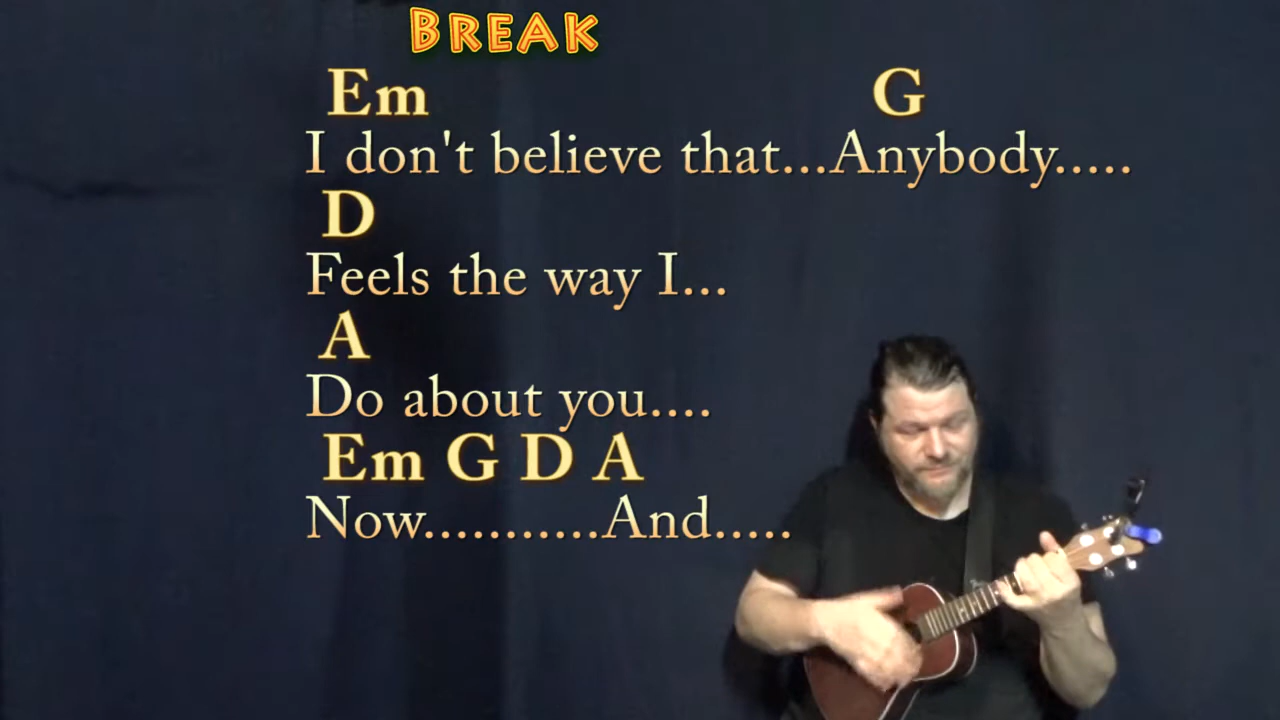 BREAK
Em G
I don't believe that...Anybody.....
D
Feels the way I...
A
Do about you....
Em G D A
Now...........And.....